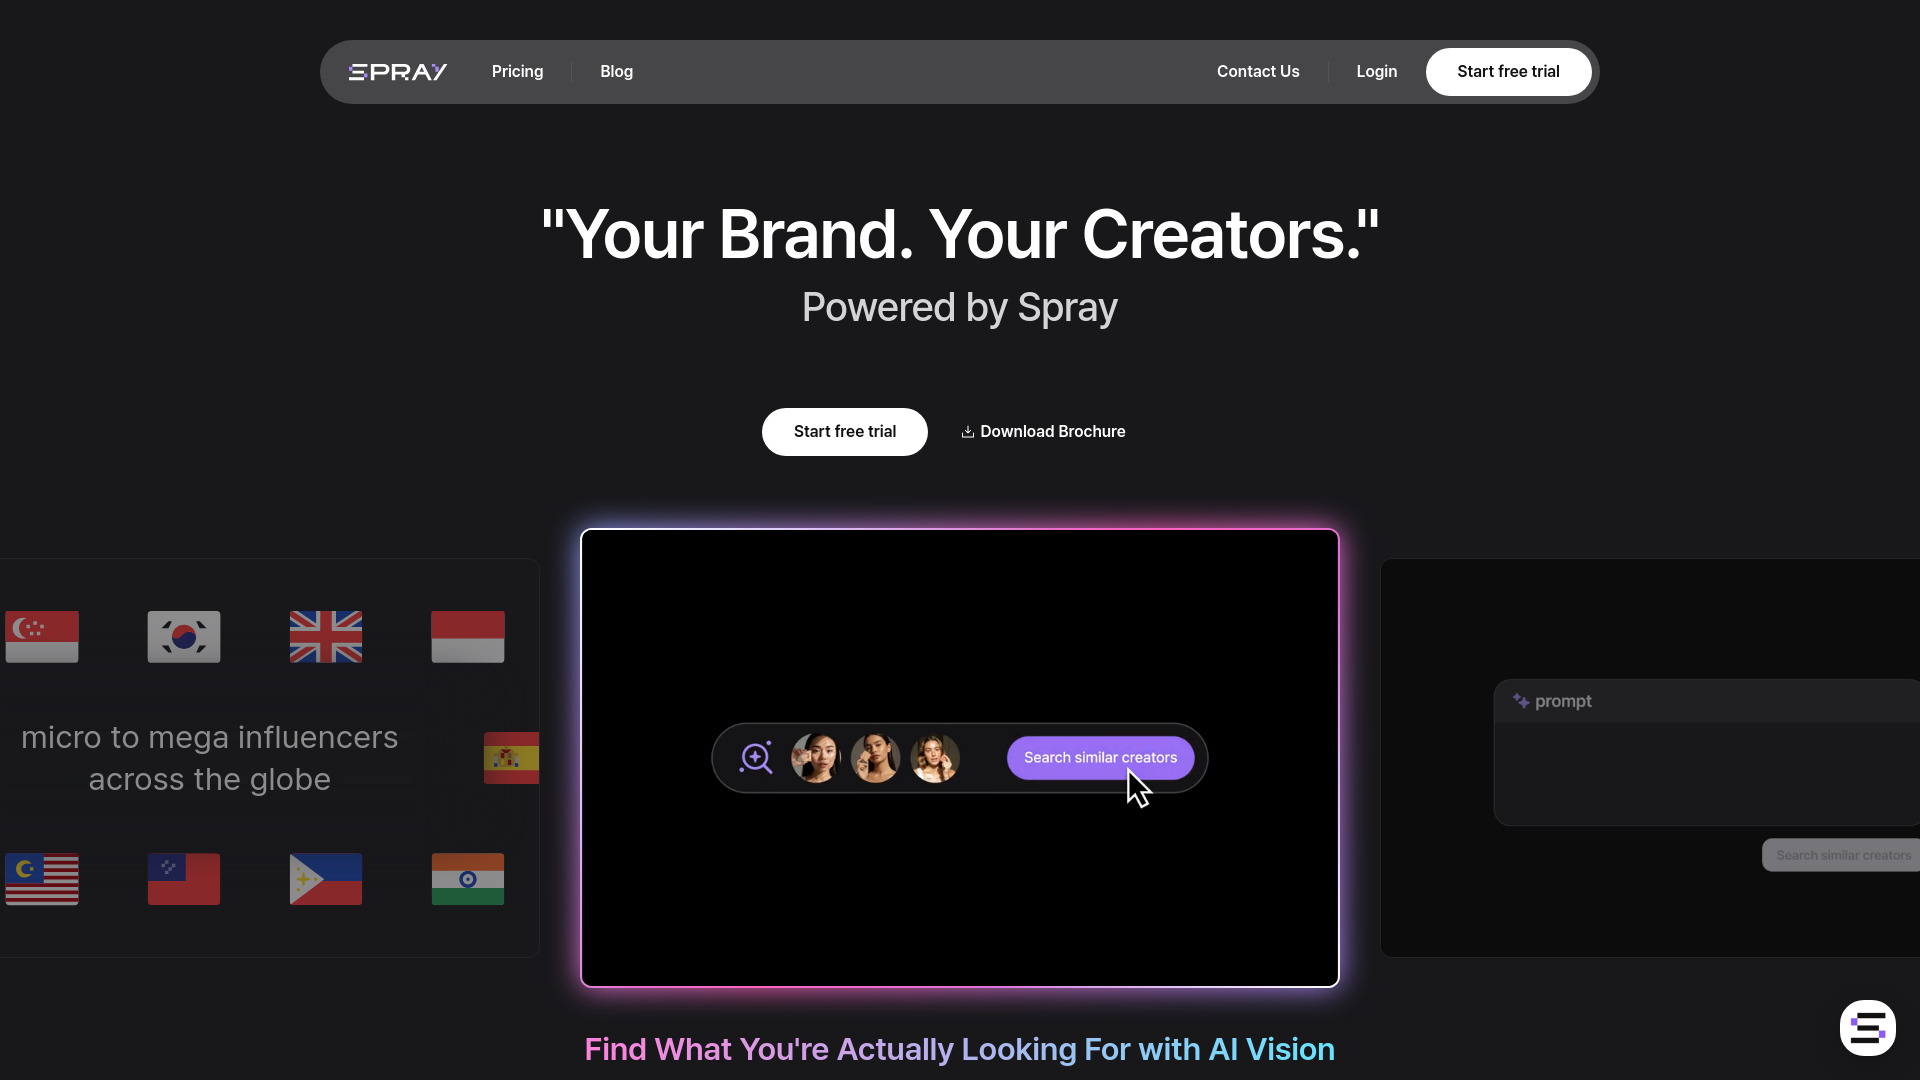 SPRAY
Pricing
Blog
Contact Us
Login
Start free trial
"Your Brand. Your Creators."
Powered by Spray
Start free trial
Download Brochure
micro to mega influencers
across the globe
Search similar creators
prompt
Search similar creators
Find What You're Actually Looking For with AI Vision